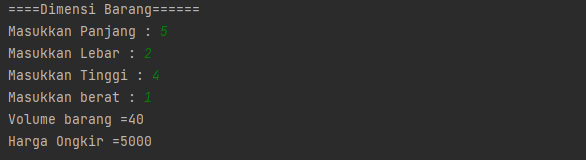 ====Dimensi Barang======
Masukkan Panjang : 5
Masukkan Lebar : 2
Masukkan Tinggi : 4
Masukkan berat : 1
Volume barang =40
Harga Ongkir =5000